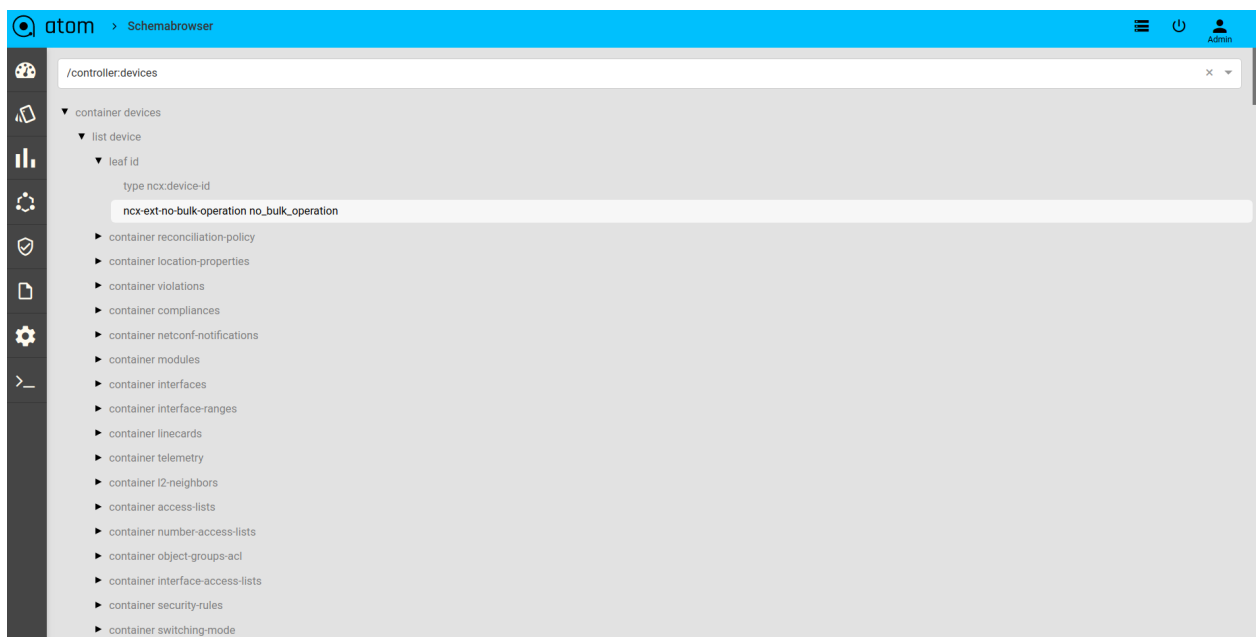 atom > Schemabrowser
Admin
/controller:devices
container devices
list device
leaf id
type ncx:device-id
ncx-ext-no-bulk-operation no_bulk_operation
container reconciliation-policy
container location-properties
container violations
container compliances
container netconf-notifications
container modules
container interfaces
container interface-ranges
container linecards
container telemetry
container l2-neighbors
container access-lists
container number-access-lists
container object-groups-acl
container interface-access-lists
container security-rules
container switching-mode